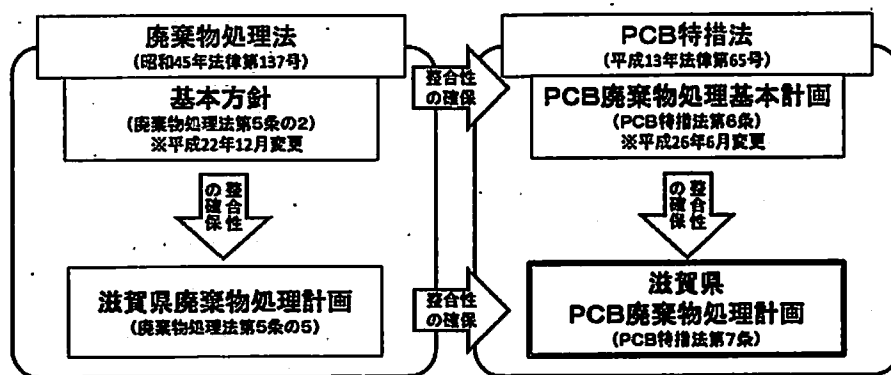 廃棄物処理法
(昭和45年法律第137号)
基本方針
(廃棄物処理法第5条の2)
※平成22年12月変更
整合性
の確保
滋賀県廃棄物処理計画
(廃棄物処理法第5条の5)
整合性
の確保
整合性
の確保
PCB特措法
(平成13年法律第65号)
PCB廃棄物処理基本計画
(PCB特措法第6条)
※平成26年6月変更
整合性
の確保
滋賀県
PCB廃棄物処理計画
(PCB特措法第7条)